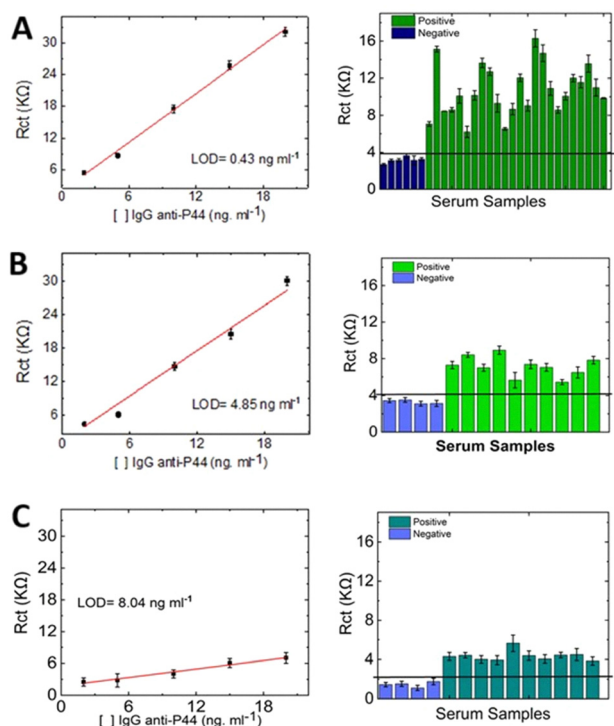 A
Rct (KΩ)
30
24
18
12
6
LOD= 0.43 ng ml-1
0 6 12 18
[ ] IgG anti-P44 (ng. ml-1)
Rct (KΩ)
16
12
8
4
0
Positive
Negative
Serum Samples
B
Rct (KΩ)
30
24
18
12
6
LOD= 4.85 ng ml-1
0 6 12 18
[ ] IgG anti-P44 (ng. ml-1)
Rct (KΩ)
16
12
8
4
0
Positive
Negative
Serum Samples
C
Rct (KΩ)
30
24
18
12
6
0
LOD= 8.04 ng ml-1
0 6 12 18
[ ] IgG anti-P44 (ng. ml-1)
Rct (KΩ)
16
12
8
4
0
Positive
Negative
Serum Samples